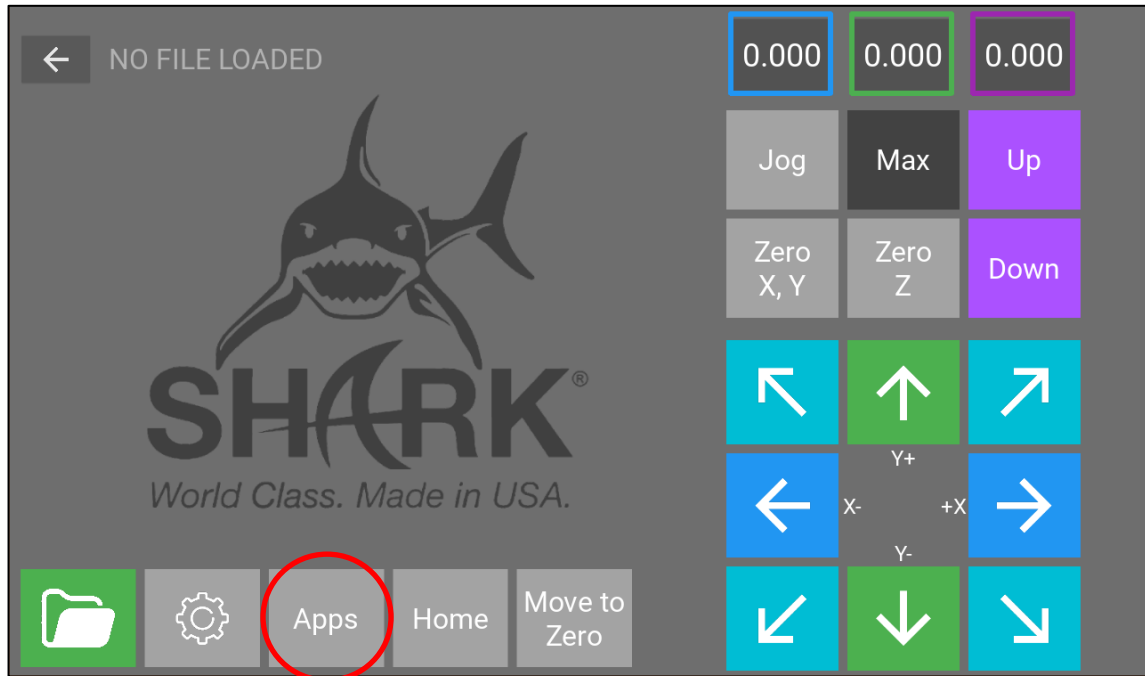 NO FILE LOADED
0.000 0.000 0.000
Jog Max Up
Zero X, Y
Zero Z
Down
SHARK®
World Class. Made in USA.
Y+
X- +X
Y-
Apps Home
Move to
Zero